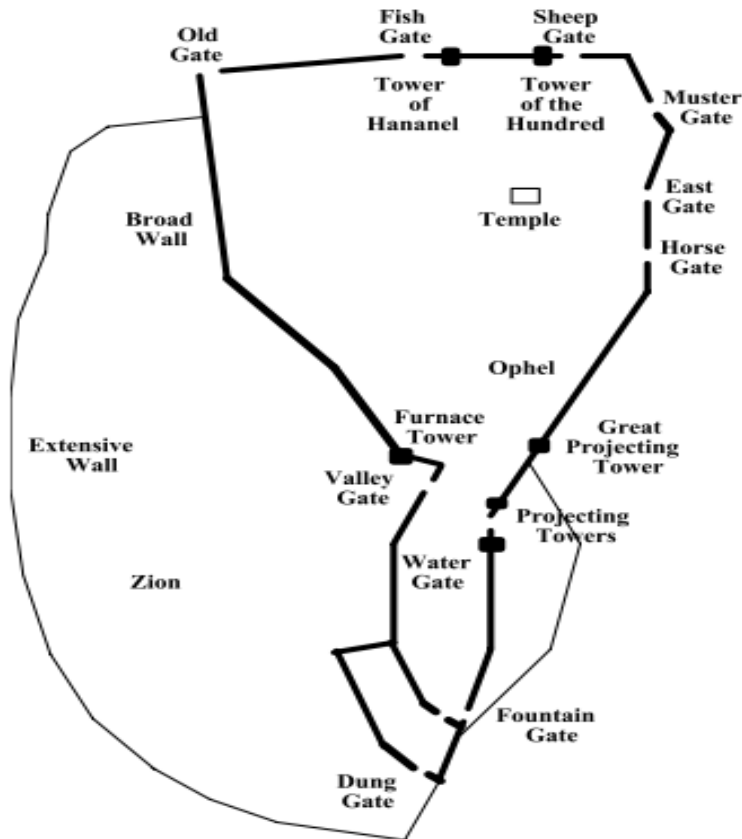 Old
Gate
Fish
Gate
Sheep
Gate
Tower
of
Hananel
Tower
of the
Hundred
Muster
Gate
East
Gate
Temple
Broad
Wall
Horse
Gate
Ophel
Furnace
Tower
Great
Projecting
Tower
Extensive
Wall
Valley
Gate
Projecting
Towers
Water
Gate
Zion
Fountain
Gate
Dung
Gate